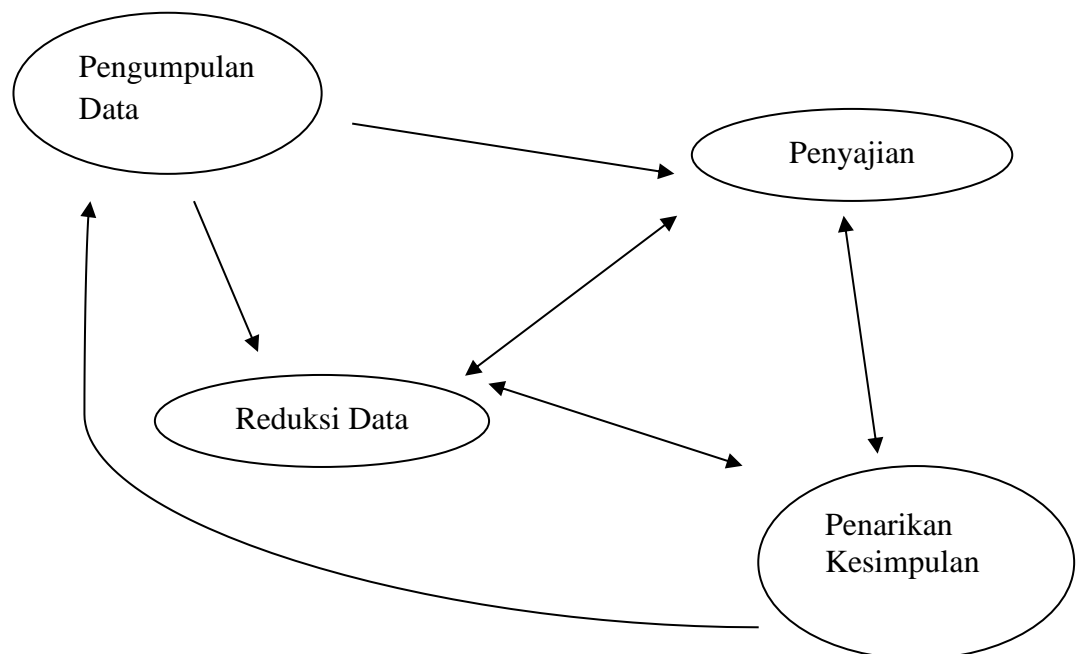 Pengumpulan
Data
Penyajian
Reduksi Data
Penarikan
Kesimpulan